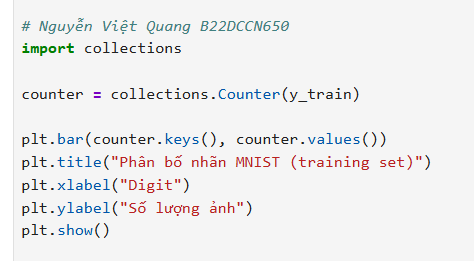 # Nguyễn Việt Quang B22DCCN650
import collections
counter = collections.Counter(y_train)
plt.bar(counter.keys(), counter.values())
plt.title("Phân bố nhãn MNIST (training set)")
plt.xlabel("Digit")
plt.ylabel("Số lượng ảnh")
plt.show()